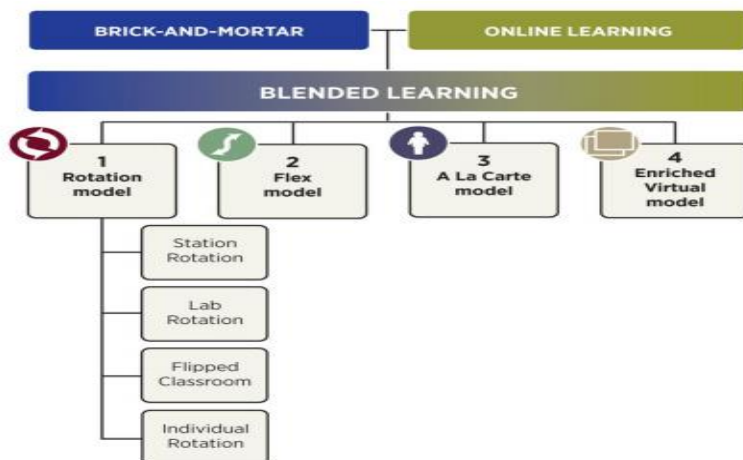 BRICK-AND-MORTAR
ONLINE LEARNING
BLENDED LEARNING
1
Rotation
model
2
Flex
model
3
A La Carte
model
4
Enriched
Virtual
model
Station
Rotation
Lab
Rotation
Flipped
Classroom
Individual
Rotation